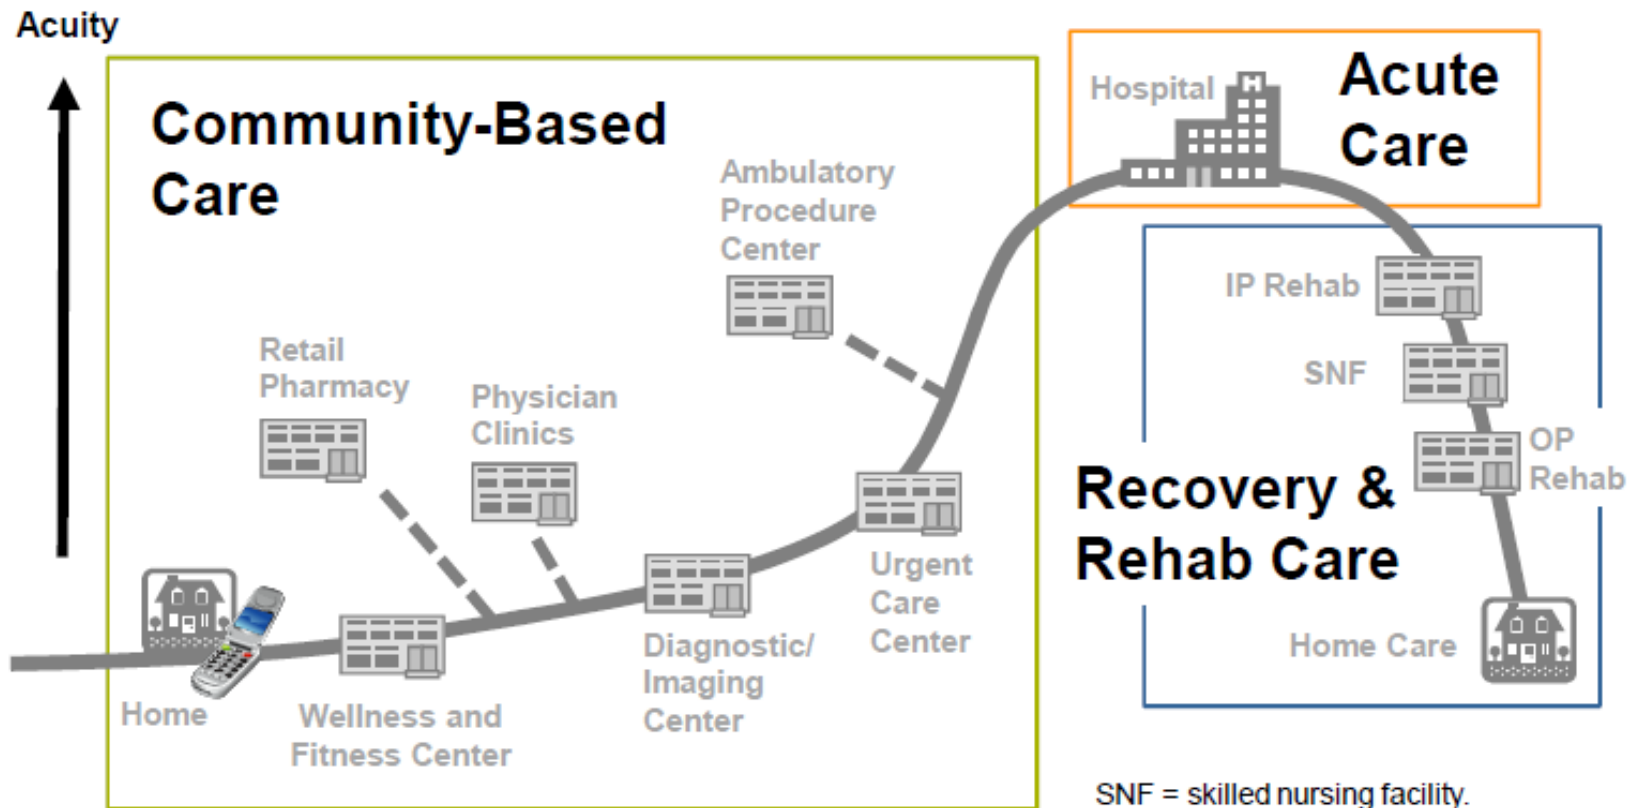 Acuity
Community-Based
Care
Hospital
Acute
Care
H
Ambulatory
Procedure
Center
IP Rehab
Retail
Pharmacy
Physician
Clinics
SNF
OP
Rehab
Recovery &
Rehab Care
Urgent
Care
Center
Home
Wellness and
Fitness Center
Diagnostic/
Imaging
Center
Home Care
SNF = skilled nursing facility.